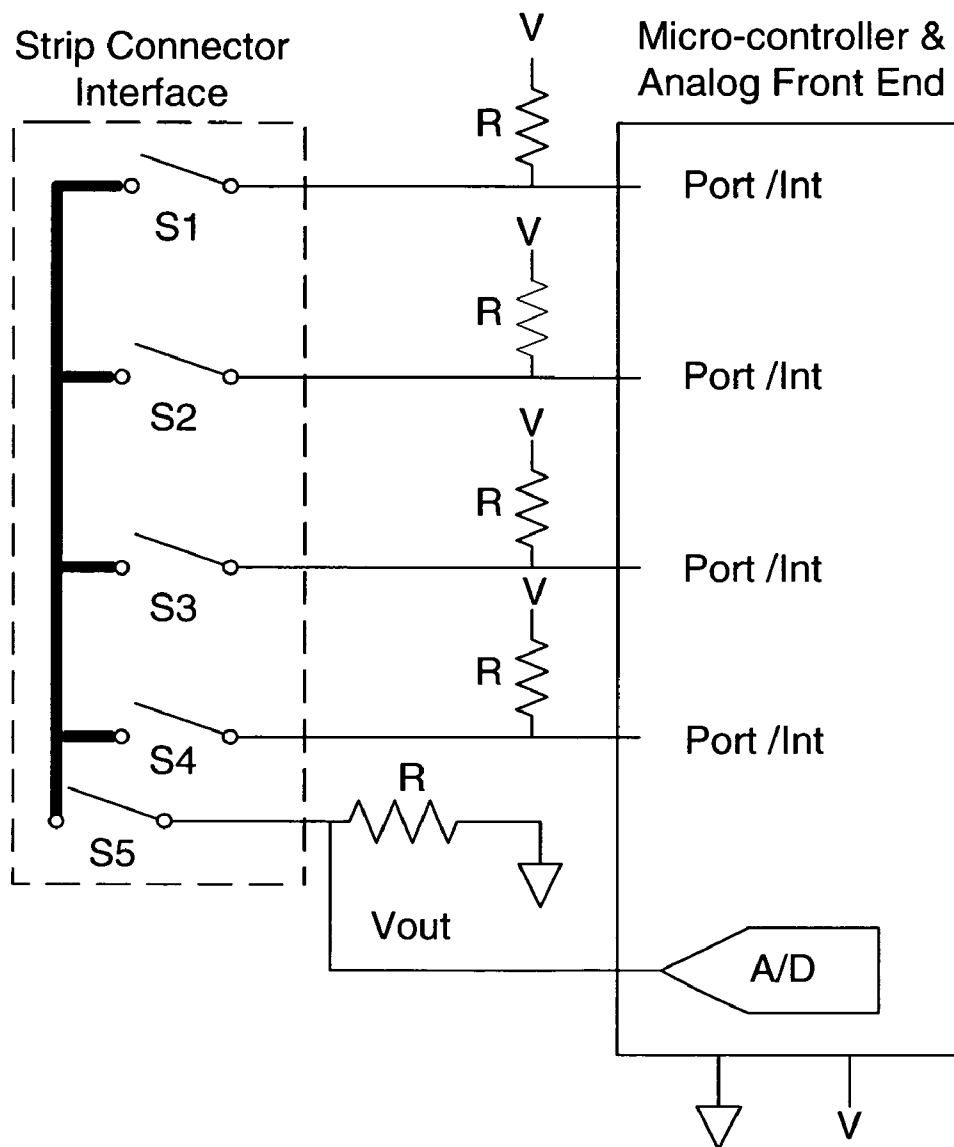 Strip Connector
Interface
V
Micro-controller &
Analog Front End
R
S1
Port /Int
V
R
S2
Port /Int
V
R
S3
Port /Int
V
R
S4
Port /Int
R
S5
Vout
A/D
V